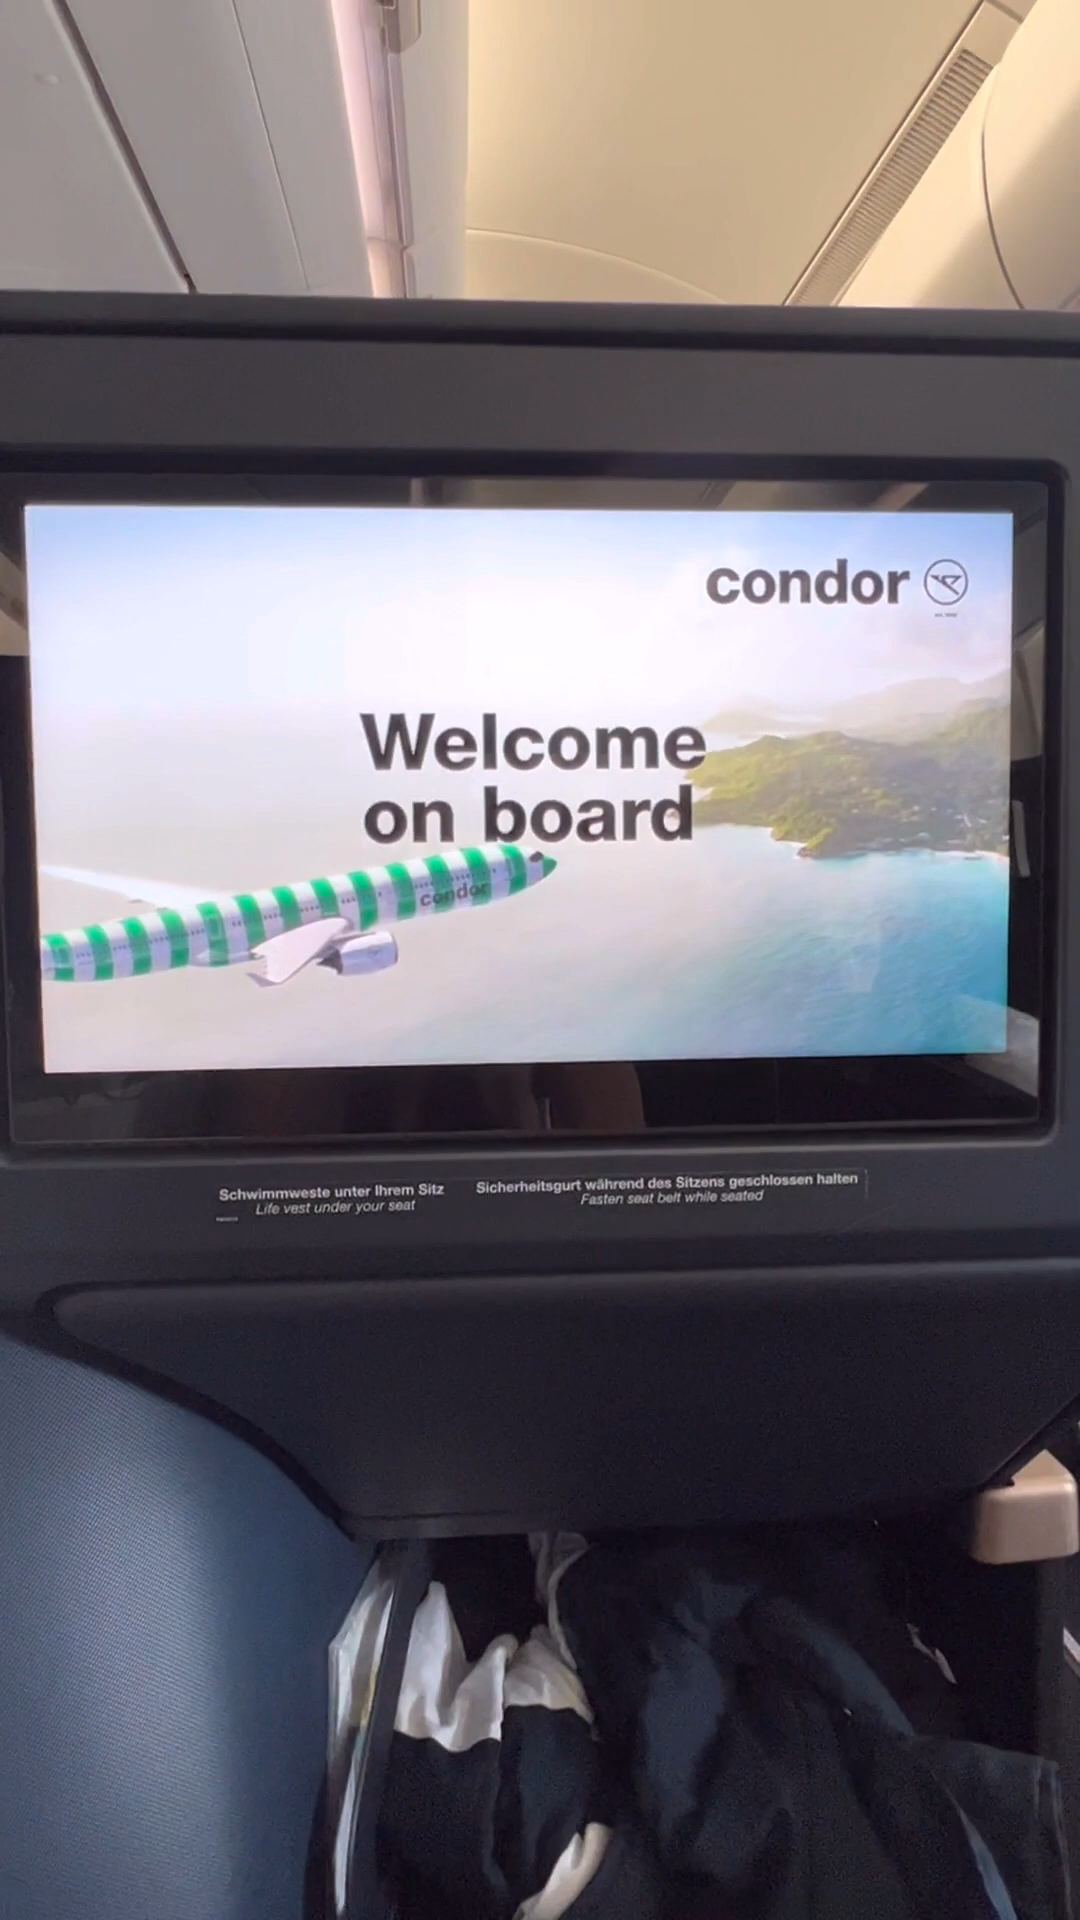 condor
Welcome
on board
condor
Schwimmweste unter Ihrem Sitz
Life vest under your seat
Sicherheitsgurt während des Sitzens geschlossen halten
Fasten seat belt while seated